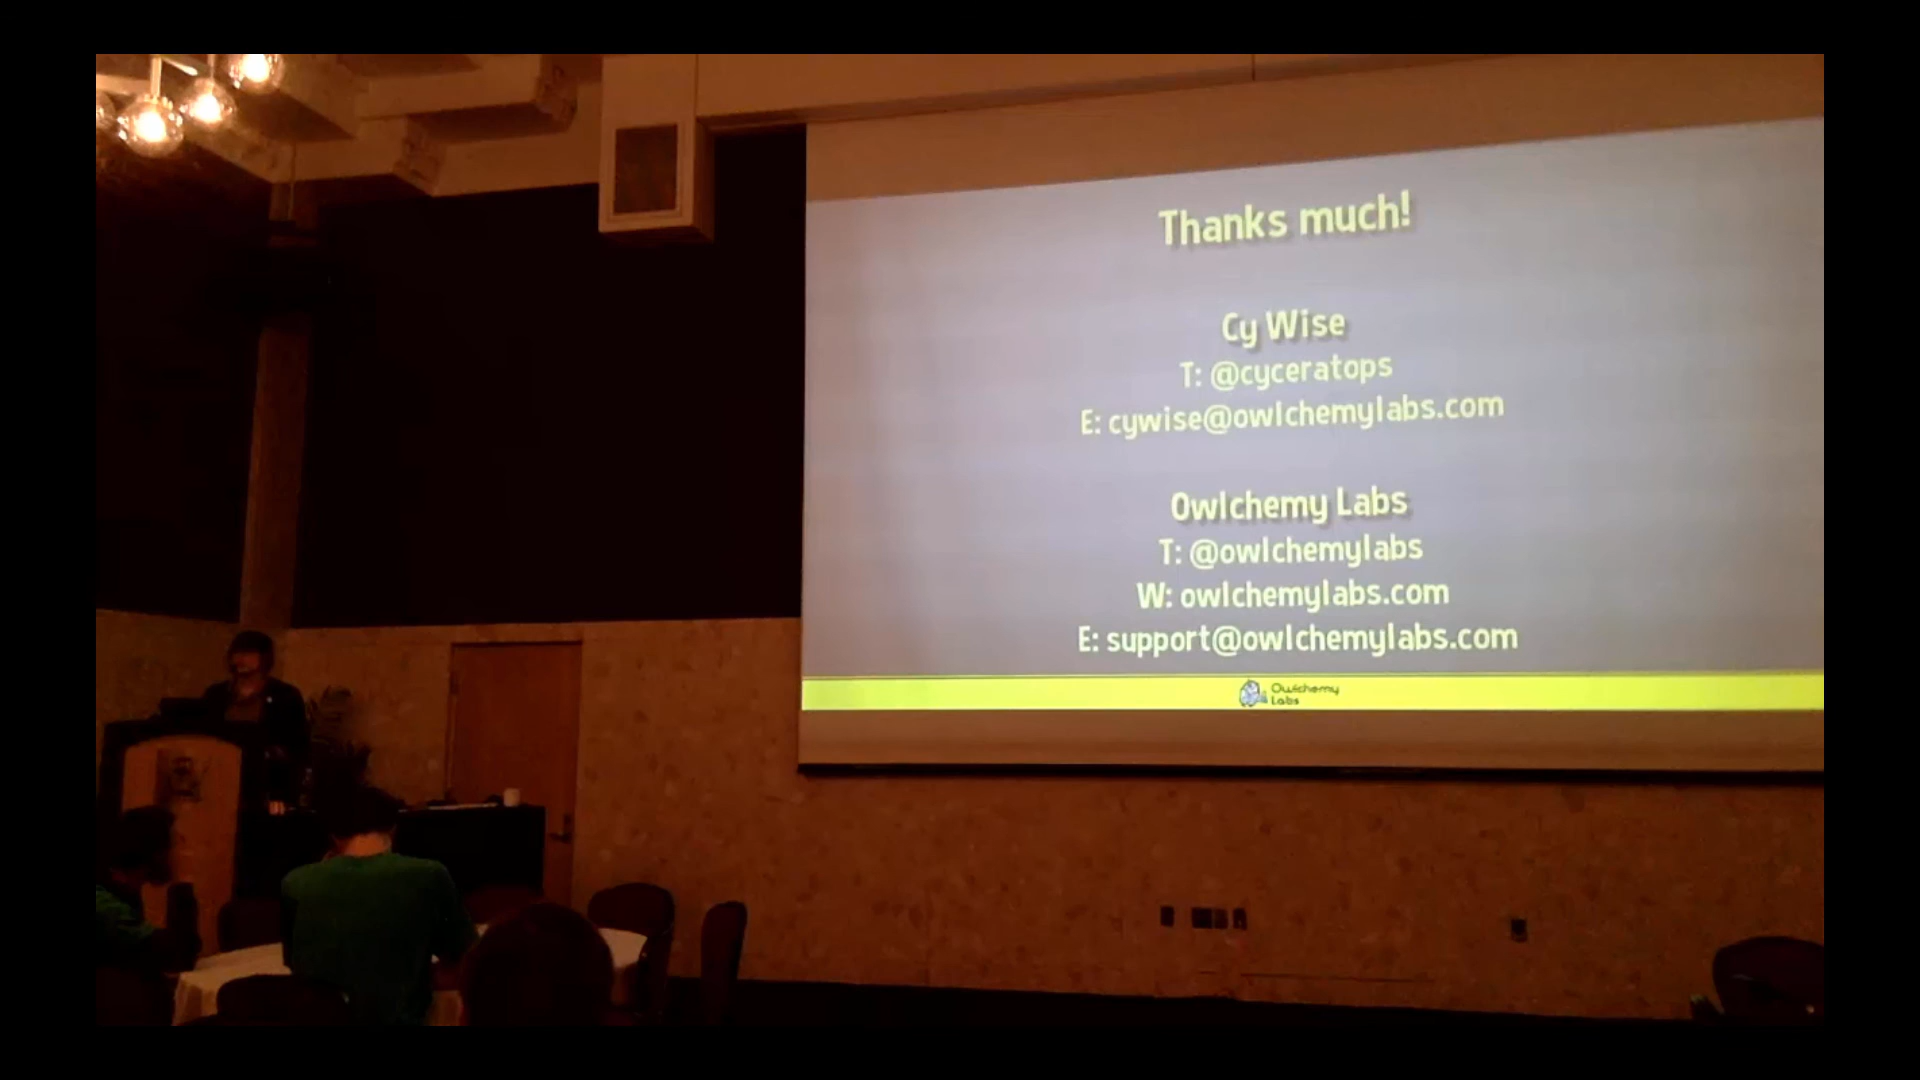 Thanks much!
Cy Wise
T: @cyceratops
E: cywise@owlchemylabs.com
Owlchemy Labs
T: @owlchemylabs
W: owlchemylabs.com
E: support@owlchemylabs.com
Owlchemy
Labs